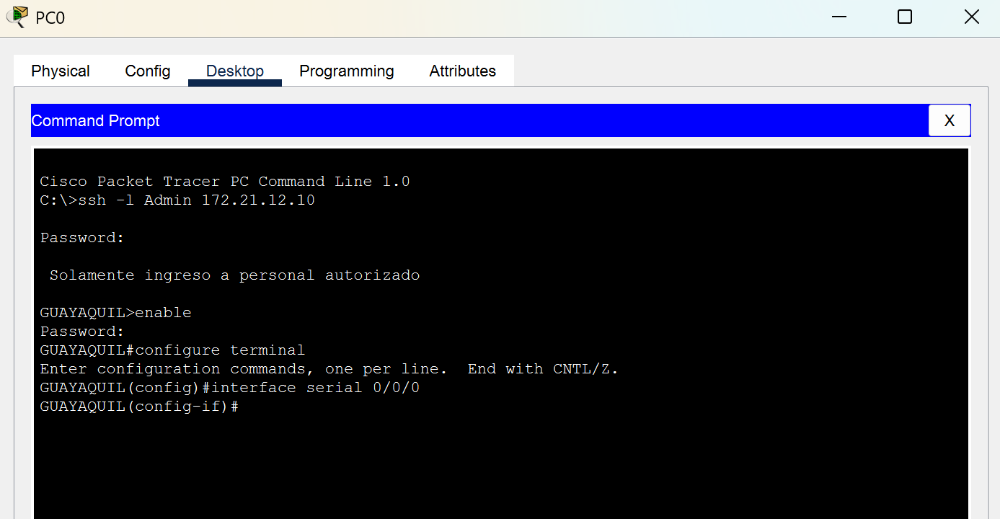 PC0
Physical Config Desktop Programming Attributes
Command Prompt X
Cisco Packet Tracer PC Command Line 1.0
C:\>ssh -l Admin 172.21.12.10
Password:
Solamente ingreso a personal autorizado
GUAYAQUIL>enable
Password:
GUAYAQUIL#configure terminal
Enter configuration commands, one per line.  End with CNTL/Z.
GUAYAQUIL(config)#interface serial 0/0/0
GUAYAQUIL(config-if)#